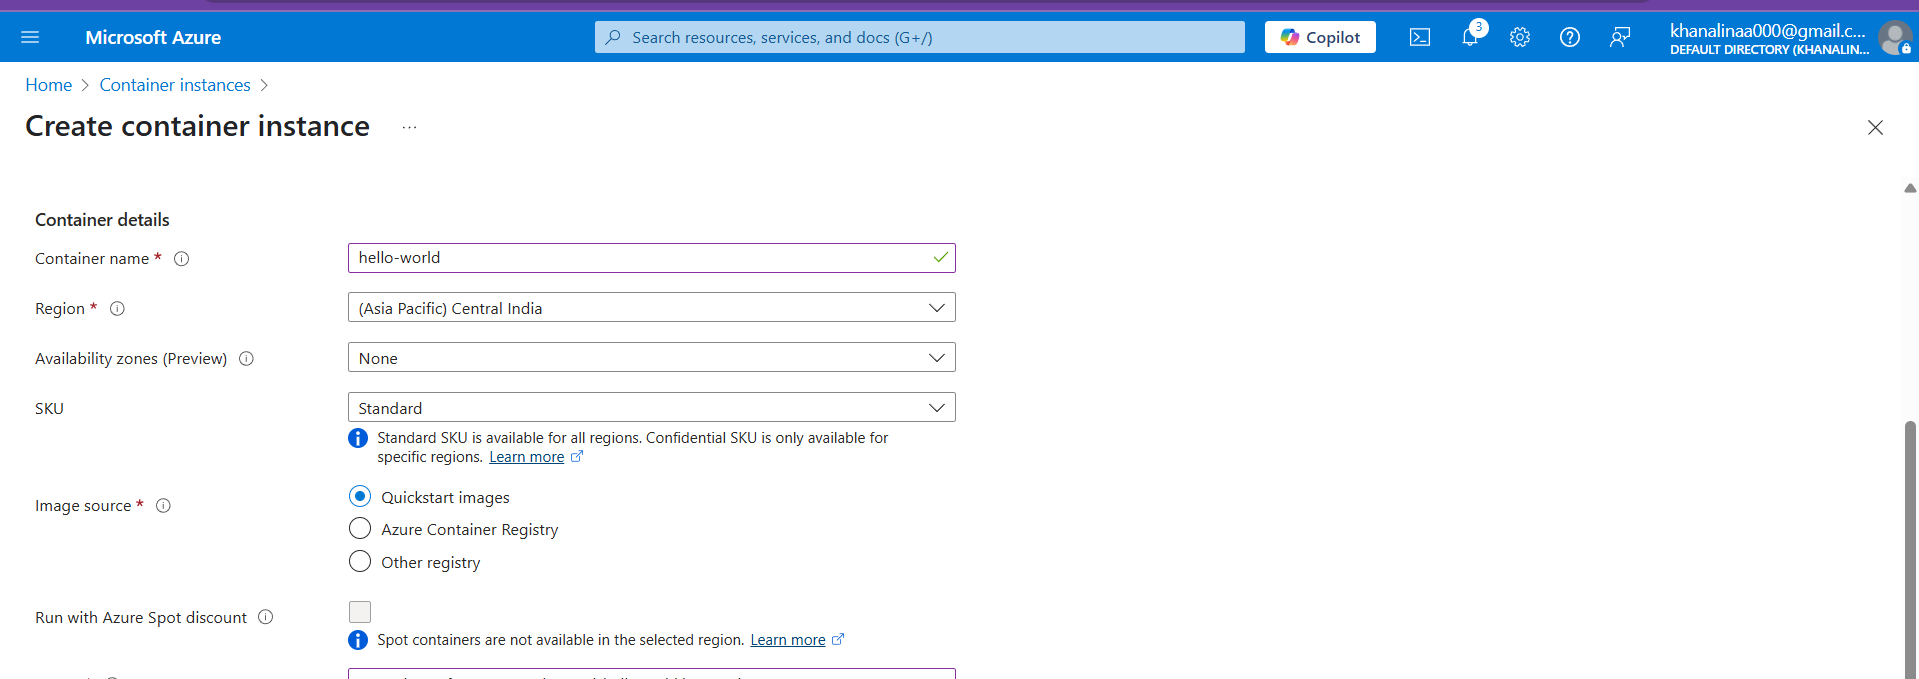 Microsoft Azure
Search resources, services, and docs (G+/)
Copilot
3
khanalinaa000@gmail.c...
DEFAULT DIRECTORY (KHANALIN...
Home > Container instances >
Create container instance ...
Container details
Container name *
hello-world
Region *
(Asia Pacific) Central India
Availability zones (Preview)
None
SKU
Standard
Standard SKU is available for all regions. Confidential SKU is only available for
specific regions. Learn more
Image source *
Quickstart images
Azure Container Registry
Other registry
Run with Azure Spot discount
Spot containers are not available in the selected region. Learn more